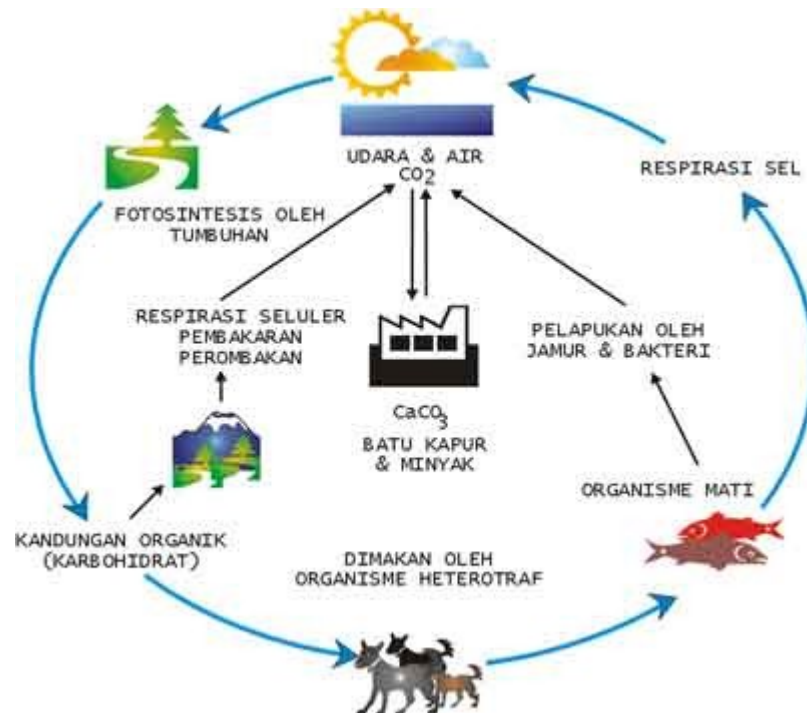 UDARA & AIR
CO2
RESPIRASI SEL
FOTOSINTESIS OLEH
TUMBUHAN
RESPIRASI SELULER
PEMBAKARAN
PEROMBAKAN
PELAPUKAN OLEH
JAMUR & BAKTERI
CaCO3
BATU KAPUR
& MINYAK
ORGANISME MATI
KANDUNGAN ORGANIK
(KARBOHIDRAT)
DIMAKAN OLEH
ORGANISME HETEROTRAF